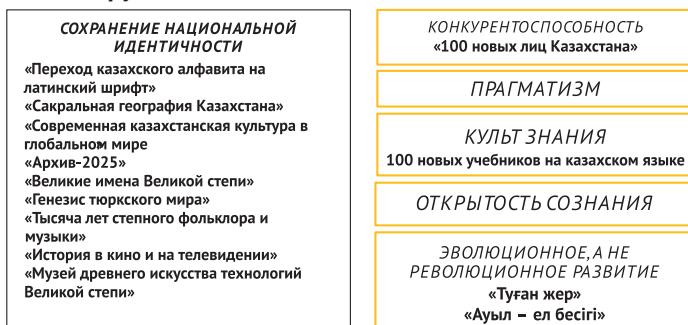 СОХРАНЕНИЕ НАЦИОНАЛЬНОЙ
ИДЕНТИЧНОСТИ
«Переход казахского алфавита на
латинский шрифт»
«Сакральная география Казахстана»
«Современная казахстанская культура в
глобальном мире
«Архив-2025»
«Великие имена Великой степи»
«Генезис тюркского мира»
«Тысяча лет степного фольклора и
музыки»
«История в кино и на телевидении»
«Музей древнего искусства технологий
Великой степи»
КОНКУРЕНТОСПОСОБНОСТЬ
«100 новых лиц Казахстана»
ПРАГМАТИЗМ
КУЛЬТ ЗНАНИЯ
100 новых учебников на казахском языке
ОТКРЫТОСТЬ СОЗНАНИЯ
ЭВОЛЮЦИОННОЕ, А НЕ
РЕВОЛЮЦИОННОЕ РАЗВИТИЕ
«Туған жер»
«Ауыл – ел бесігі»